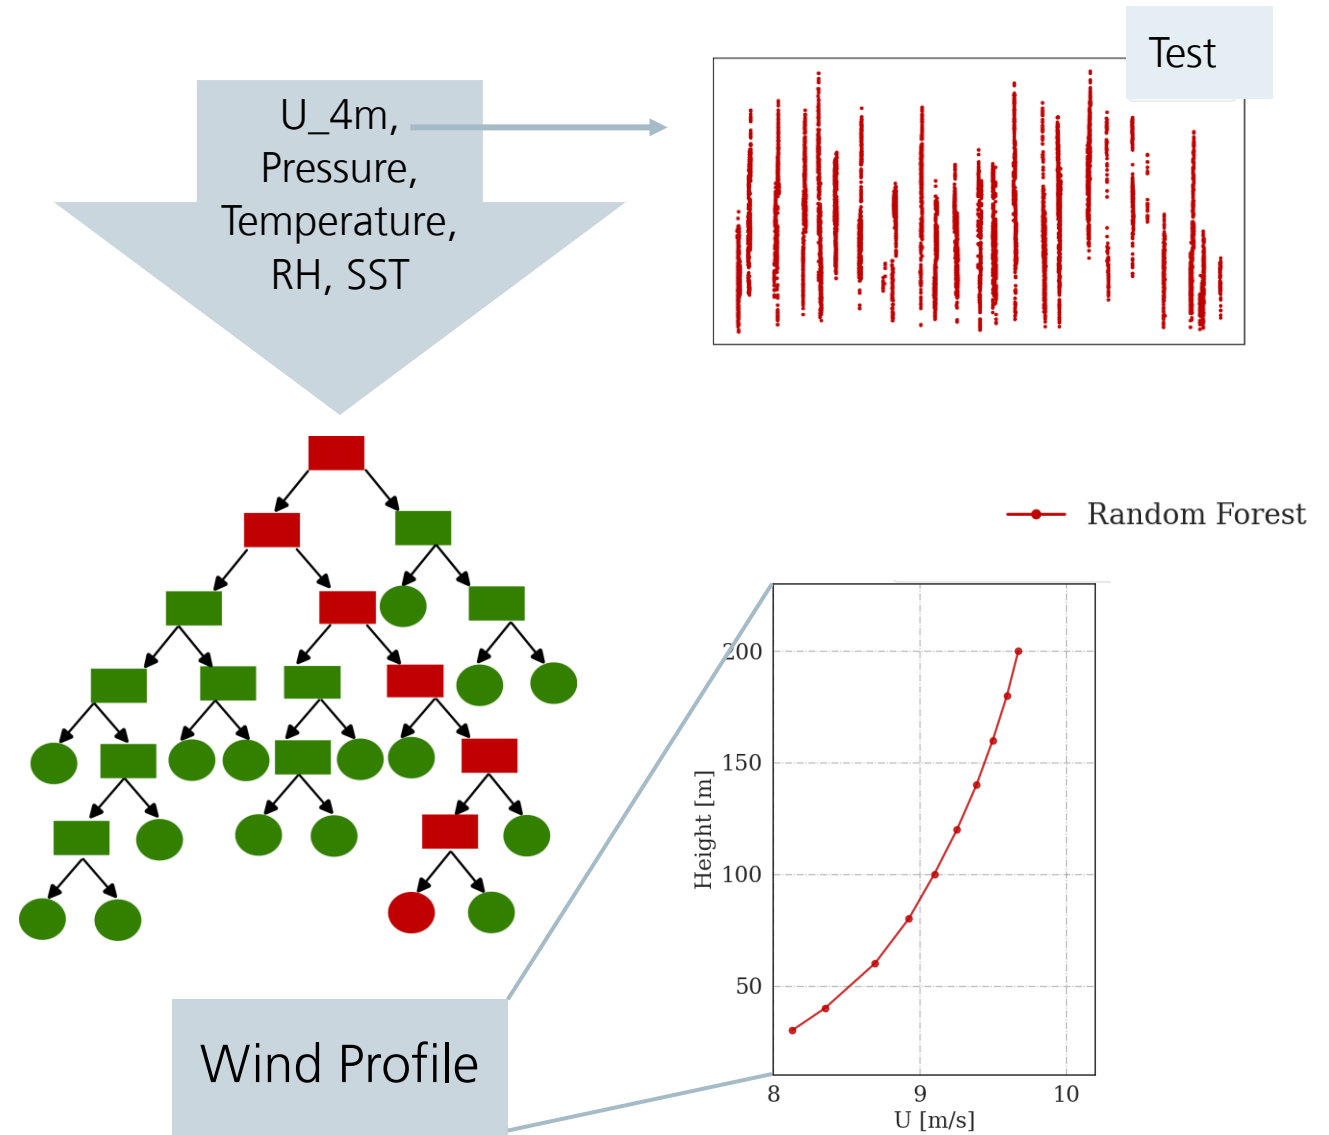 U_4m,
Pressure,
Temperature,
RH, SST
Test
Random Forest
200
150
100
50
Height [m]
8 9 10
U [m/s]
Wind Profile